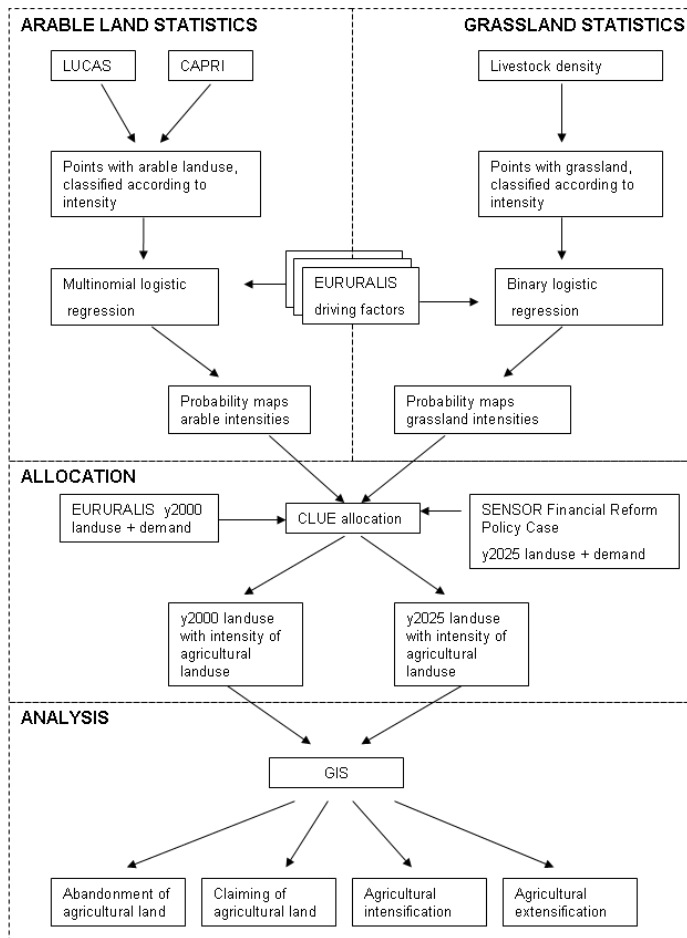 ARABLE LAND STATISTICS
GRASSLAND STATISTICS
LUCAS
CAPRI
Livestock density
Points with arable landuse,
classified according to
intensity
Points with grassland,
classified according to
intensity
Multinomial logistic
regression
EURURALIS
driving factors
Binary logistic
regression
Probability maps
arable intensities
Probability maps
grassland intensities
ALLOCATION
EURURALIS y2000
landuse + demand
CLUE allocation
SENSOR Financial Reform
Policy Case
y2025 landuse + demand
y2000 landuse
with intensity of
agricultural
landuse
y2025 landuse
with intensity of
agricultural
landuse
ANALYSIS
GIS
Abandonment of
agricultural land
Claiming of
agricultural land
Agricultural
intensification
Agricultural
extensification